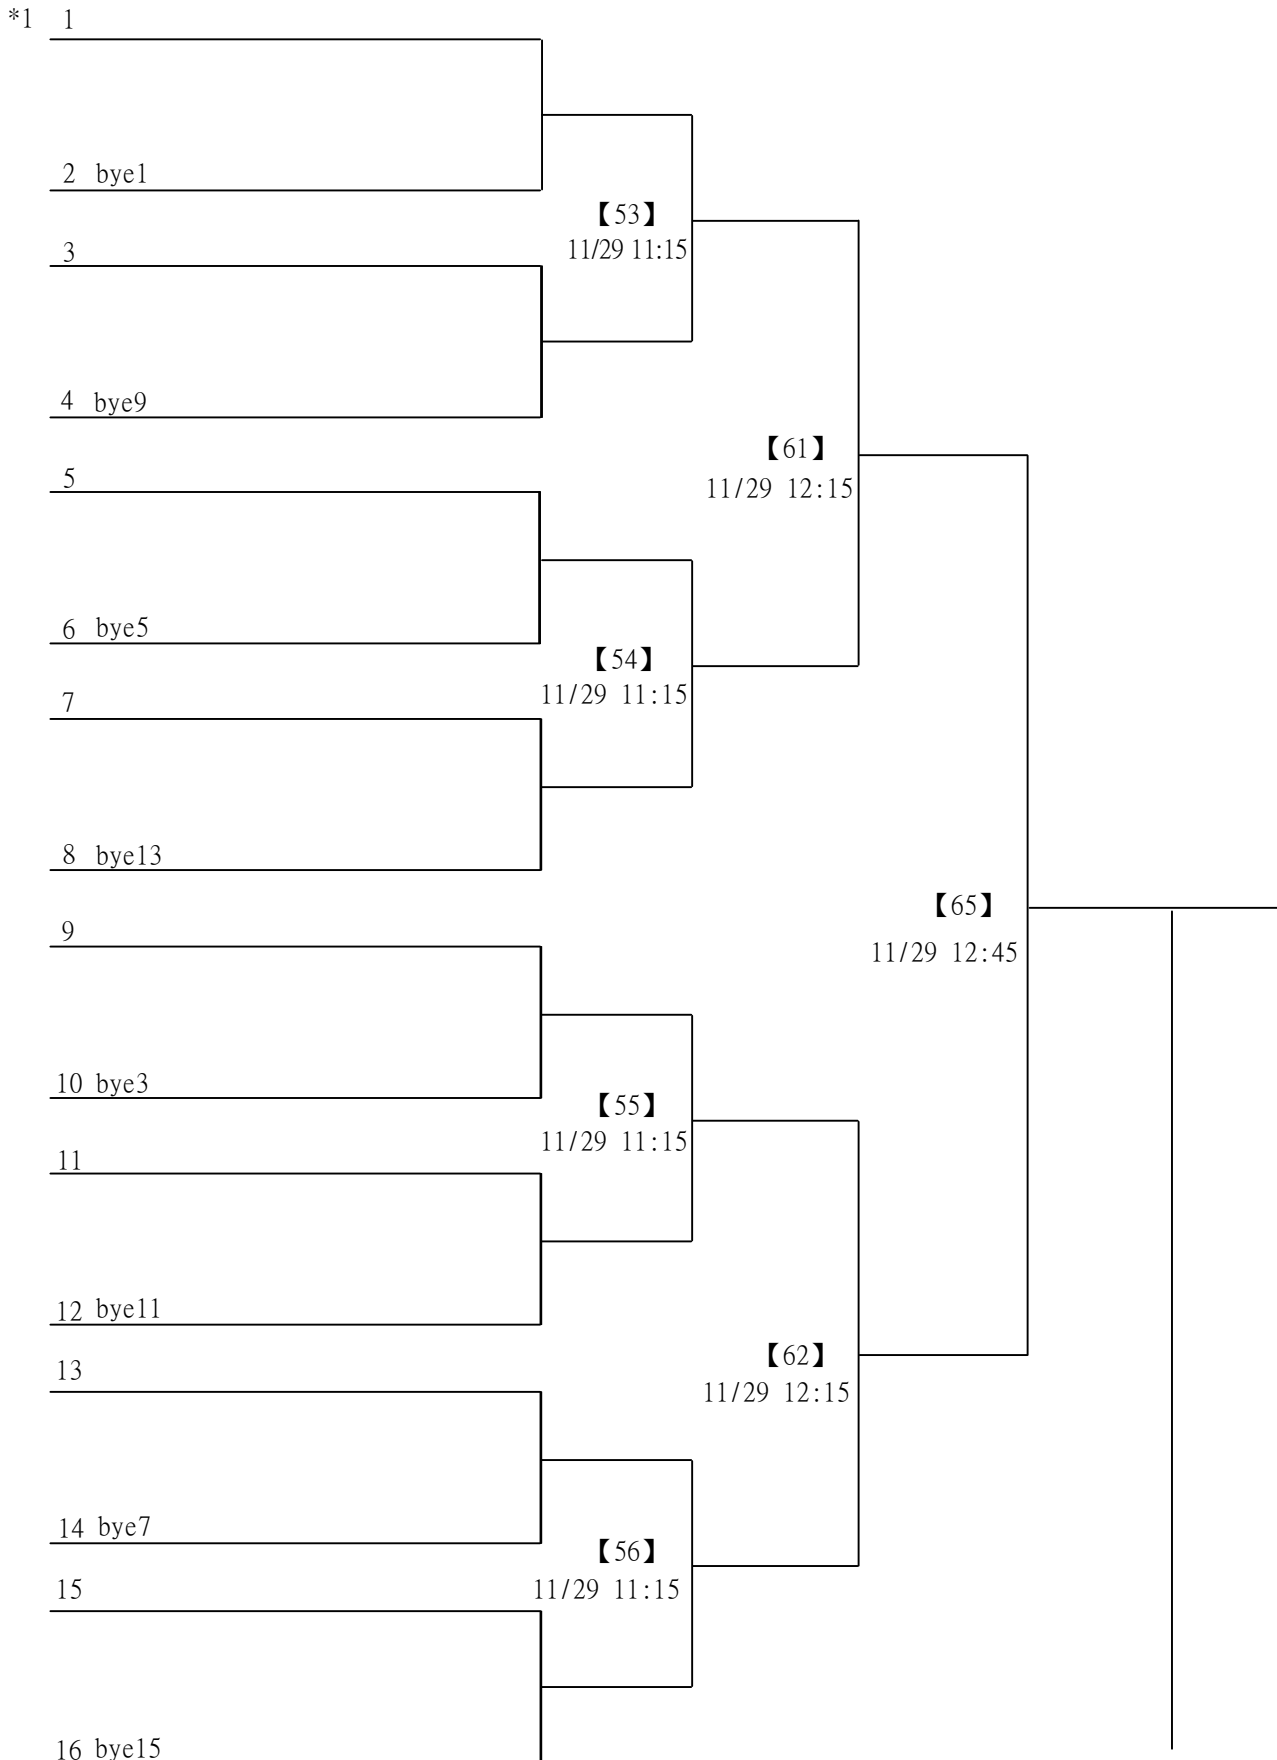 *1 1
2 bye1
【53】
11/29 11:15
3
4 bye9
【61】
11/29 12:15
5
6 bye5
【54】
11/29 11:15
7
8 bye13
【65】
11/29 12:45
9
10 bye3
【55】
11/29 11:15
11
12 bye11
【62】
11/29 12:15
13
14 bye7
【56】
11/29 11:15
15
16 bye15